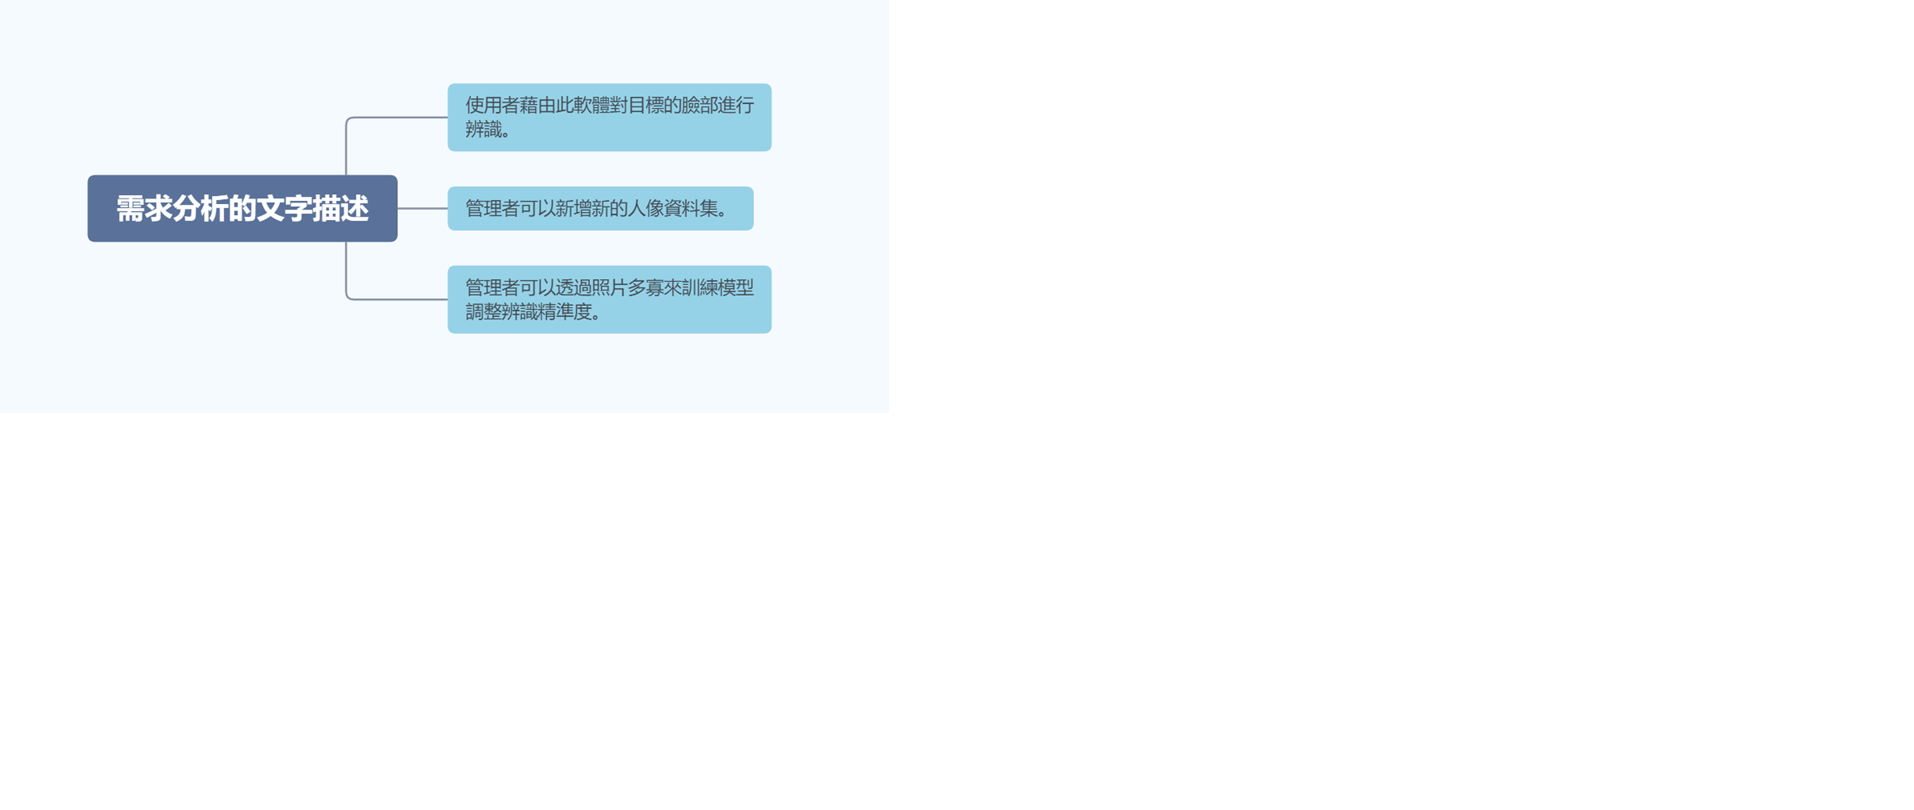 需求分析的文字描述
使用者藉由此軟體對目標的臉部進行
辨識。
管理者可以新增新的人像資料集。
管理者可以透過照片多寡來訓練模型
調整辨識精準度。